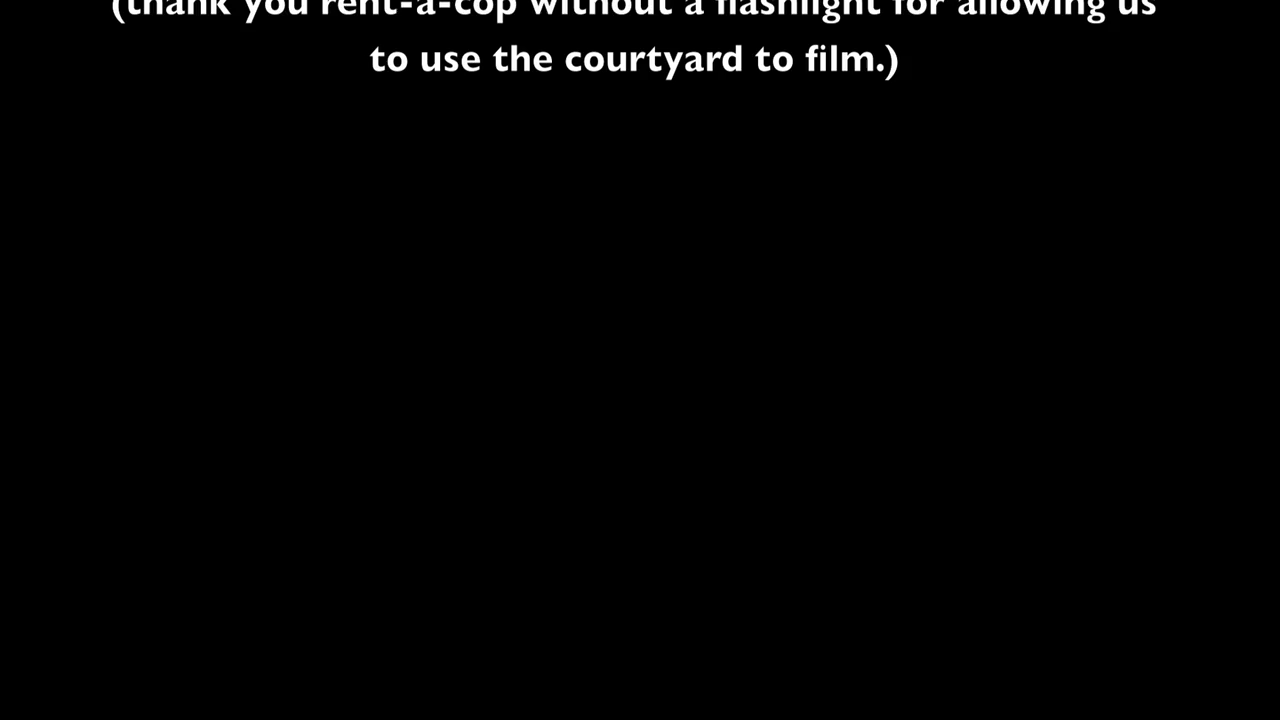 (thank you rent-a-cop without a flashlight for allowing us
to use the courtyard to film.)